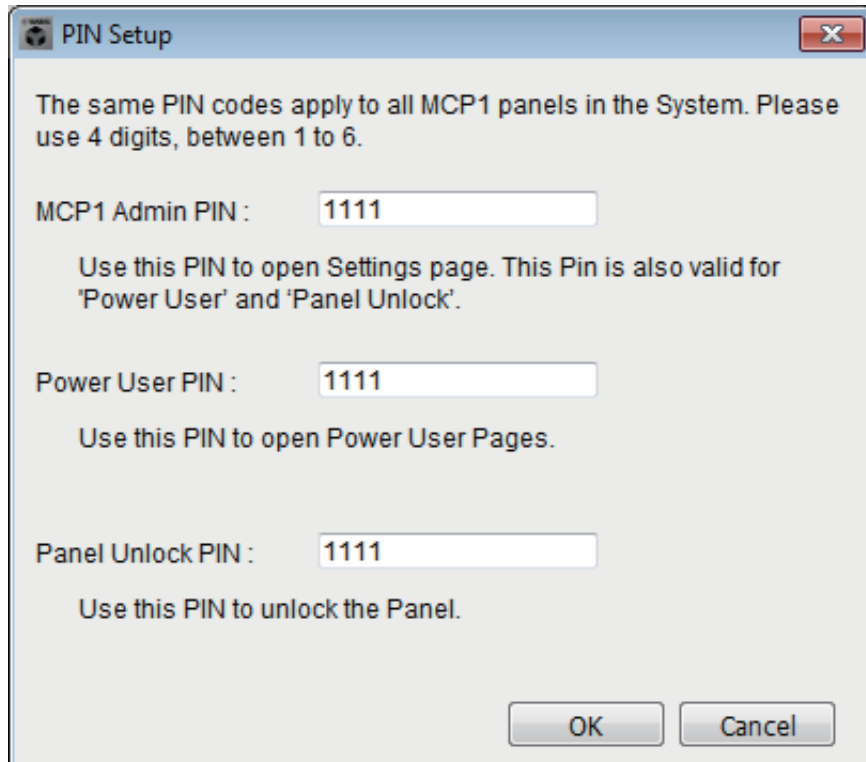 PIN Setup
The same PIN codes apply to all MCP1 panels in the System. Please
use 4 digits, between 1 to 6.
MCP1 Admin PIN :
1111
Use this PIN to open Settings page. This Pin is also valid for
'Power User’ and ‘Panel Unlock’.
Power User PIN :
1111
Use this PIN to open Power User Pages.
Panel Unlock PIN :
1111
Use this PIN to unlock the Panel.
OK
Cancel